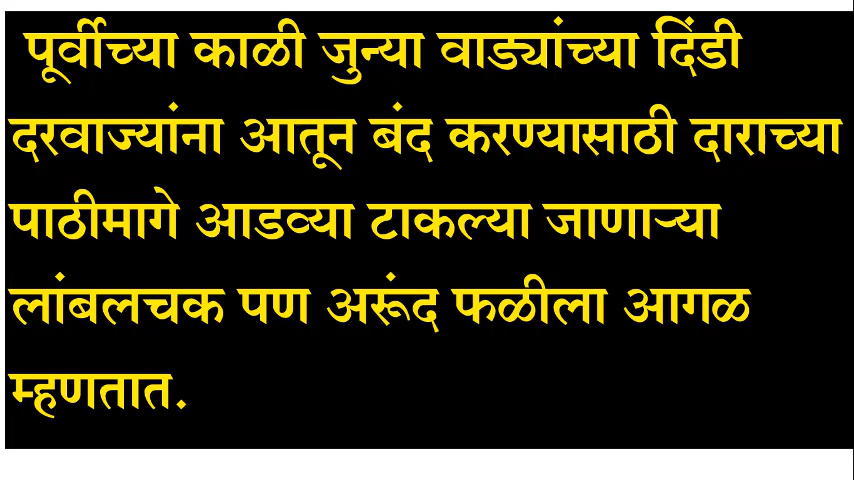 पूर्वीच्या काळी जुन्या वाड्यांच्या दिंडी
दरवाज्यांना आतून बंद करण्यासाठी दाराच्या
पाठीमागे आडव्या टाकल्या जाणाऱ्या
लांबलचक पण अरूंद फळीला आगळ
म्हणतात.